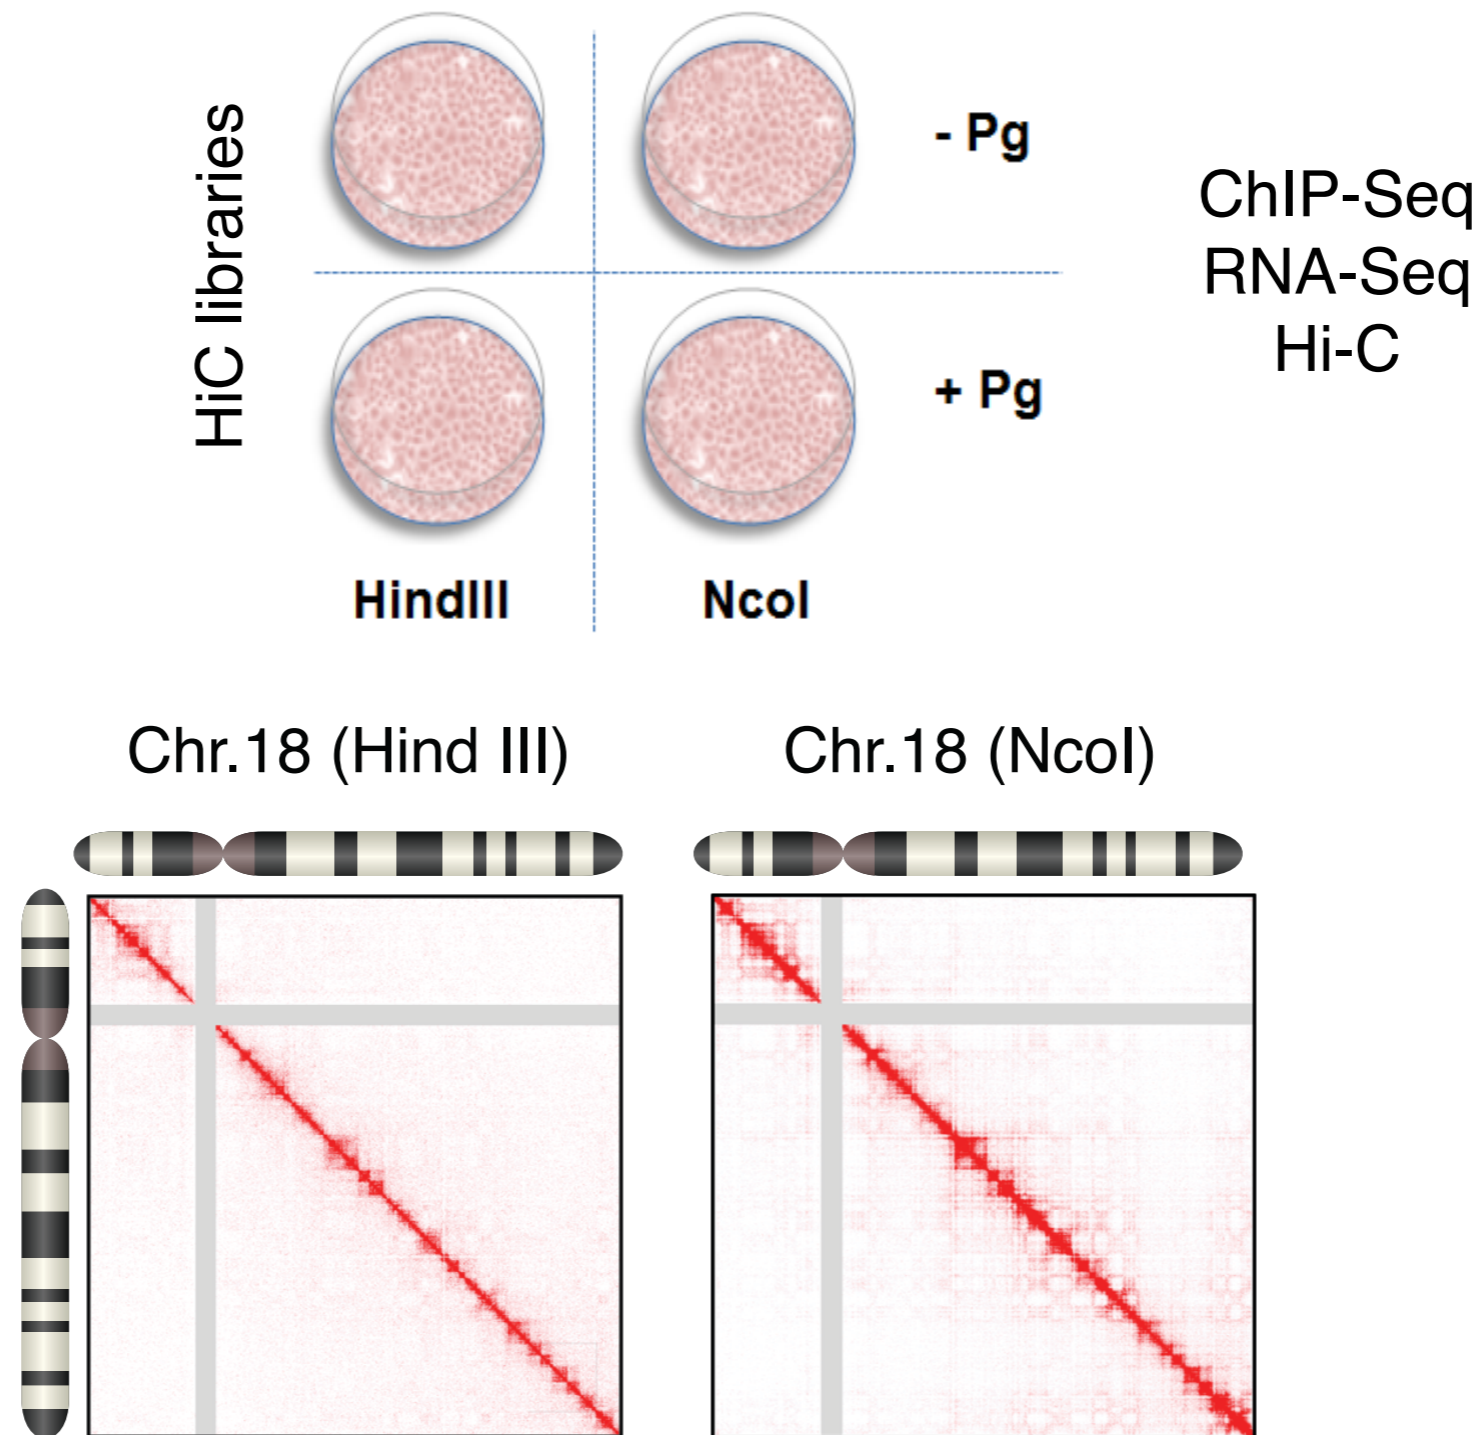 HiC libraries
- Pg
+ Pg
HindIII
NcoI
ChIP-Seq
RNA-Seq
Hi-C
Chr.18 (Hind III)
Chr.18 (NcoI)